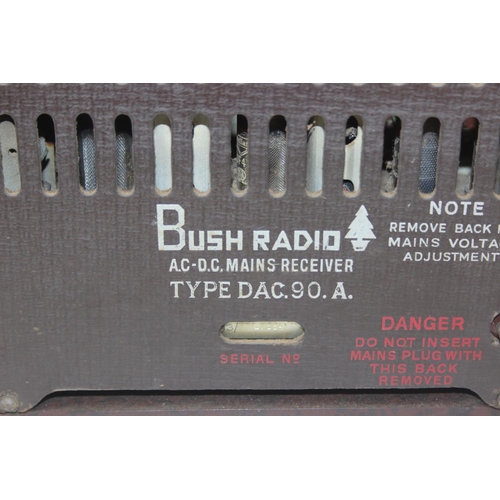 BUSH RADIO
A.C-D.C. MAINS RECEIVER
TYPE DAC.90.A.
SERIAL Nº
NOTE
REMOVE BACK
MAINS
ADJUSTMENT
DANGER
DO NOT INSERT
MAINS PLUG WITH
THIS BACK
REMOVED